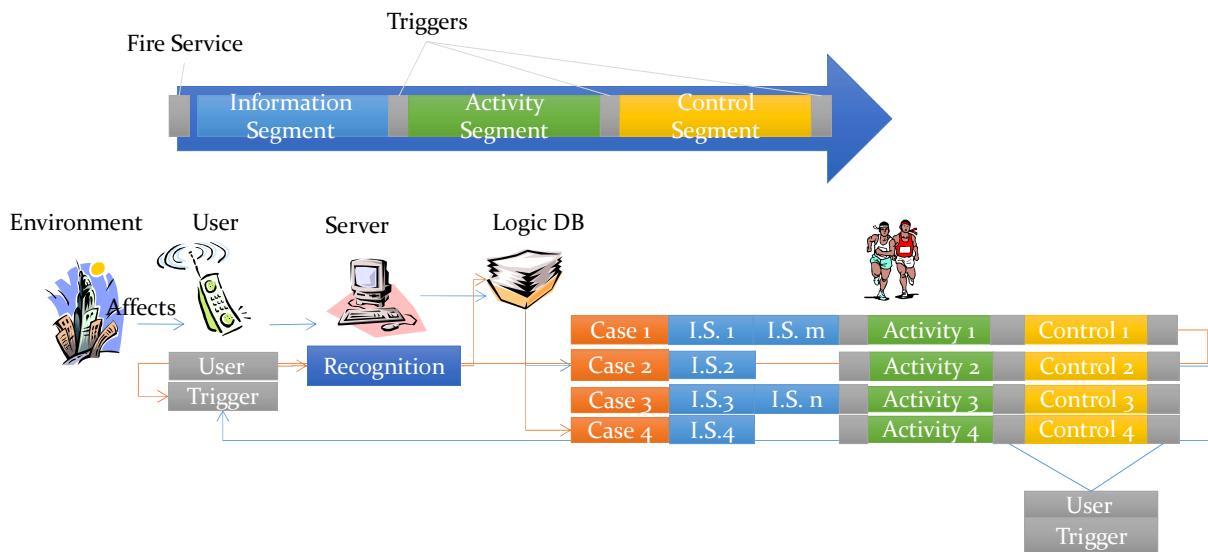 Triggers
Fire Service
Information
Segment
Activity
Segment
Control
Segment
Environment
User
Server
Logic DB
Affects
User
Trigger
Recognition
Case 1
I.S. 1
I.S. m
Activity 1
Control 1
Case 2
I.S.2
Activity 2
Control 2
Case 3
I.S.3
I.S. n
Activity 3
Control 3
Case 4
I.S.4
Activity 4
Control 4
User
Trigger